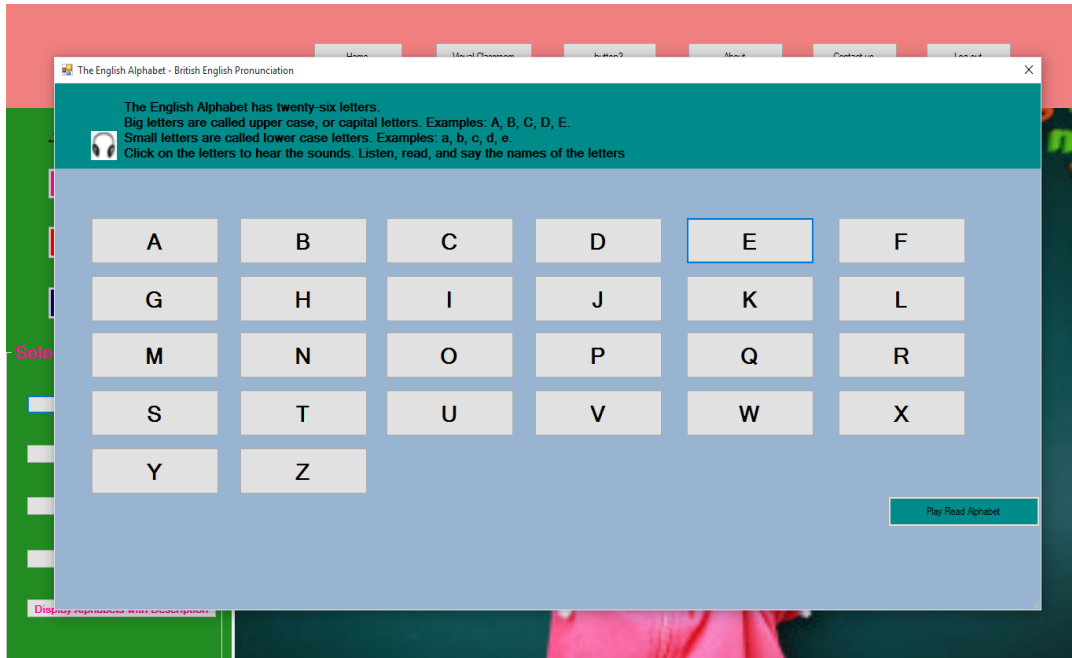 Home Visual Classroom button2 About Contact us Log out
The English Alphabet - British English Pronunciation
The English Alphabet has twenty-six letters.
Big letters are called upper case, or capital letters. Examples: A, B, C, D, E.
Small letters are called lower case letters. Examples: a, b, c, d, e.
Click on the letters to hear the sounds. Listen, read, and say the names of the letters
A B C D E F
G H I J K L
M N O P Q R
Sele
S T U V W X
Y Z
Play Read Alphabet
Display Alphabets with Description